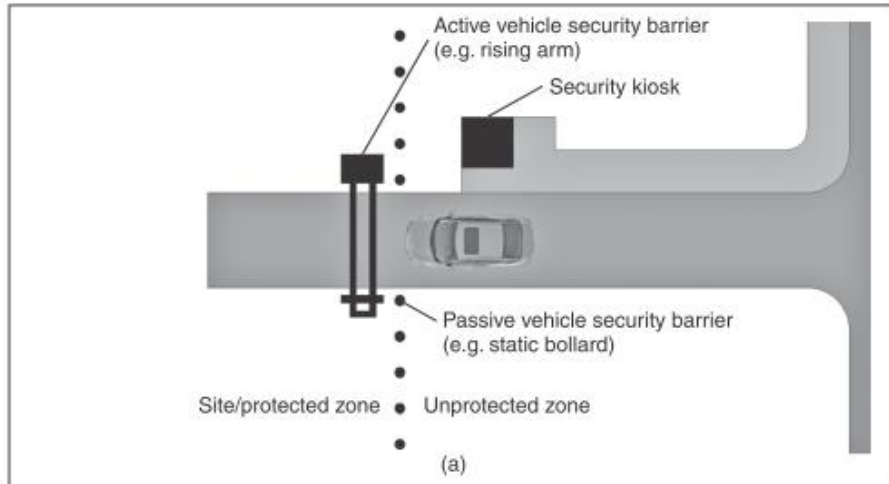 Active vehicle security barrier
(e.g. rising arm)
Security kiosk
Passive vehicle security barrier
(e.g. static bollard)
Site/protected zone
Unprotected zone
(a)